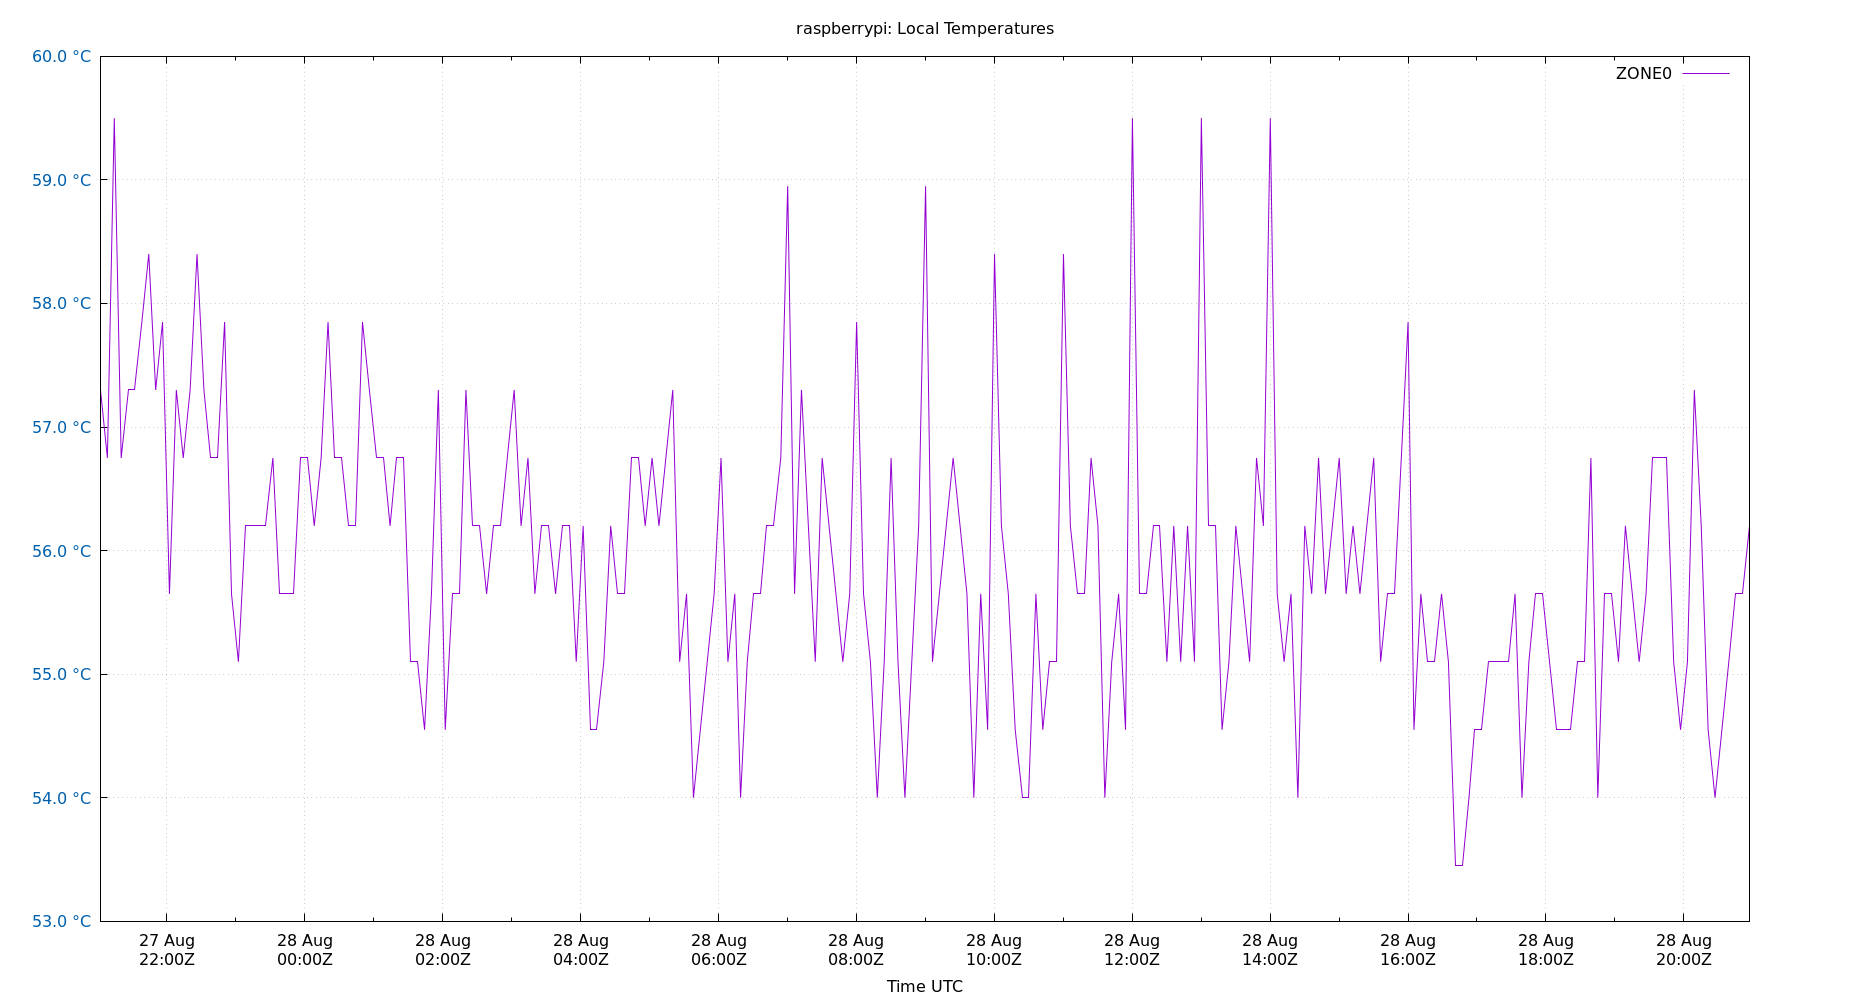 raspberrypi: Local Temperatures
60.0 °C
ZONE0
59.0 °C
58.0 °C
57.0 °C
56.0 °C
55.0 °C
54.0 °C
53.0 °C
27 Aug 28 Aug 28 Aug 28 Aug 28 Aug 28 Aug 28 Aug 28 Aug 28 Aug 28 Aug 28 Aug 28 Aug
22:00Z 00:00Z 02:00Z 04:00Z 06:00Z 08:00Z 10:00Z 12:00Z 14:00Z 16:00Z 18:00Z 20:00Z
Time UTC